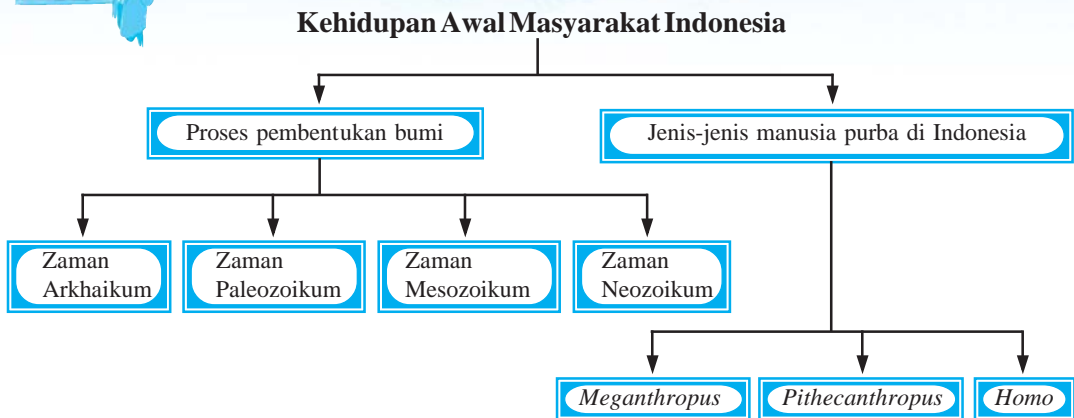 Kehidupan Awal Masyarakat Indonesia
Proses pembentukan bumi
Jenis-jenis manusia purba di Indonesia
Zaman
Arkhaikum
Zaman
Paleozoikum
Zaman
Mesozoikum
Zaman
Neozoikum
Meganthropus
Pithecanthropus
Homo